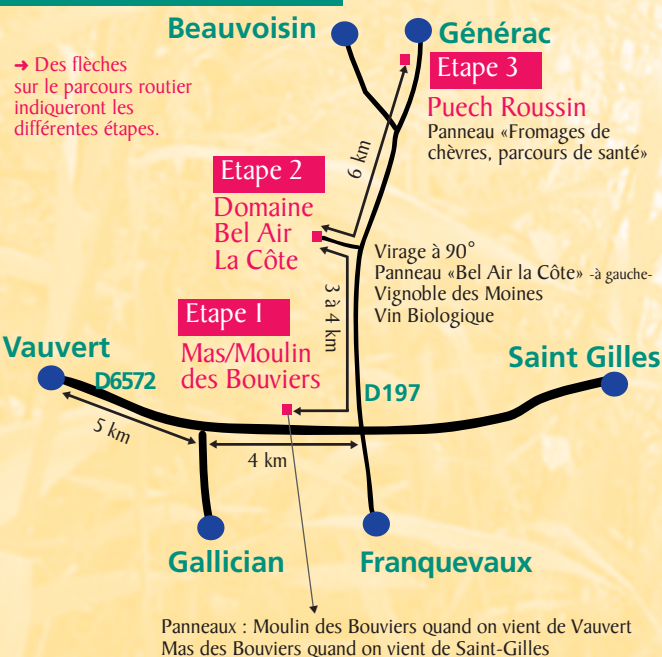 Beauvoisin
Générac
→ Des flèches
sur le parcours routier
indiqueront les
différentes étapes.
Etape 3
Puech Roussin
Panneau «Fromages de
chèvres, parcours de santé»
6 km
Etape 2
Domaine
Bel Air
La Côte
Virage à 90°
Panneau «Bel Air la Côte» -à gauche-
Vignoble des Moines
Vin Biologique
3 à 4 km
Etape 1
Mas/Moulin
des Bouviers
Vauvert
Saint Gilles
D6572
D197
5 km
4 km
Gallician
Franquevaux
Panneaux : Moulin des Bouviers quand on vient de Vauvert
Mas des Bouviers quand on vient de Saint-Gilles